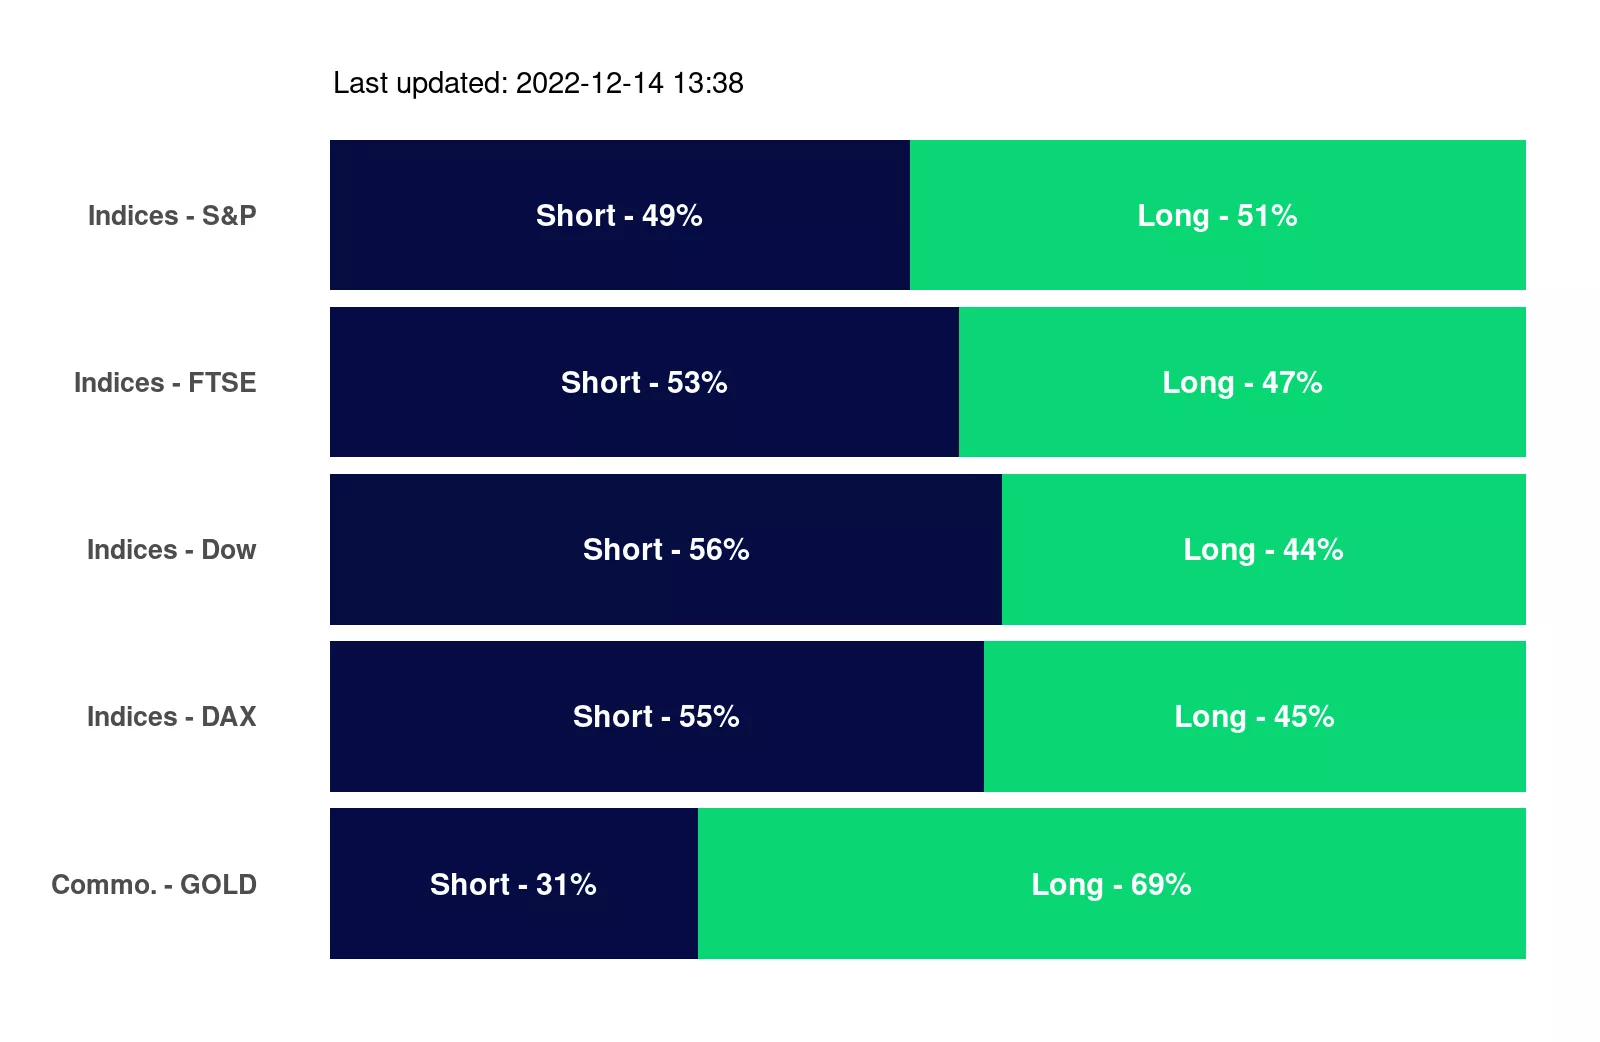 Last updated: 2022-12-14 13:38
Indices - S&P Short - 49% Long - 51%
Indices - FTSE Short - 53% Long - 47%
Indices - Dow Short - 56% Long - 44%
Indices - DAX Short - 55% Long - 45%
Commo. - GOLD Short - 31% Long - 69%